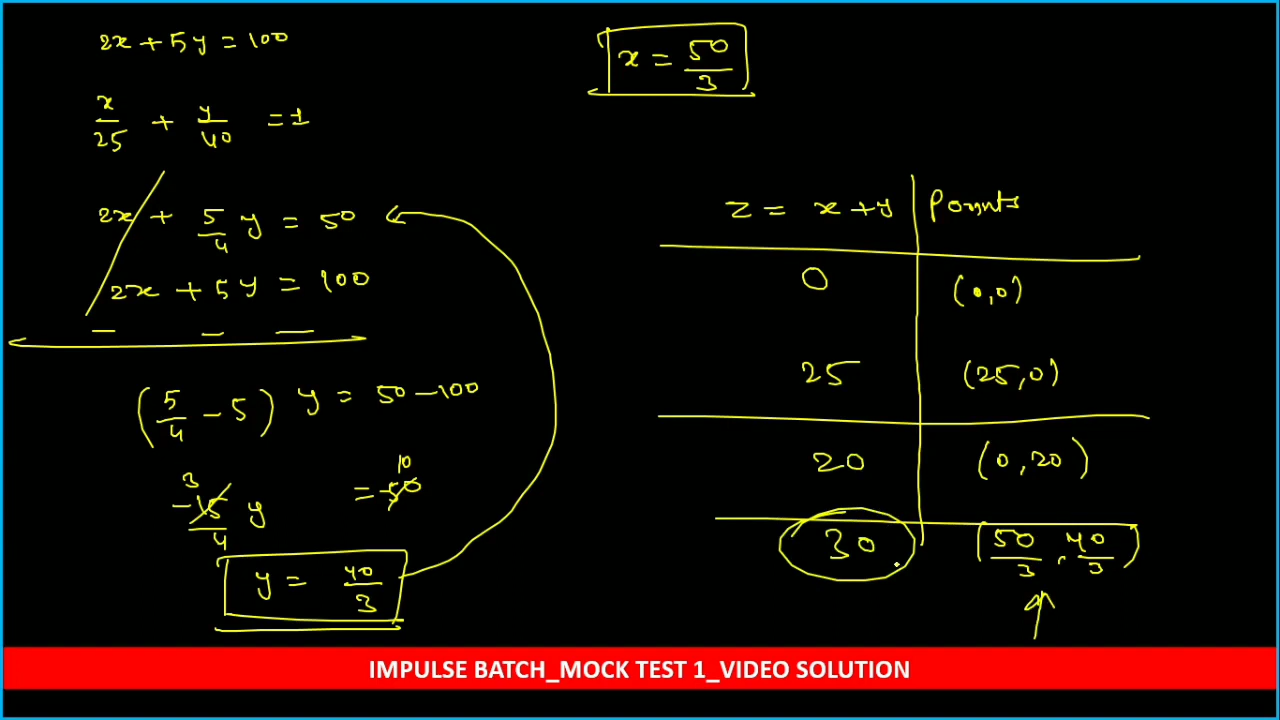 2x + 5y = 100
x/25 + y/40 = 1
2x + 5/4 y = 50
2x + 5y = 100
− − −
(5/4 − 5) y = 50 − 100
3
10
−15/4 y = −50
y = 40/3
x = 50/3
z = x + y | Points
0 | (0,0)
25 | (25,0)
20 | (0,20)
30 | (50/3, 40/3)
IMPULSE BATCH_MOCK TEST 1_VIDEO SOLUTION